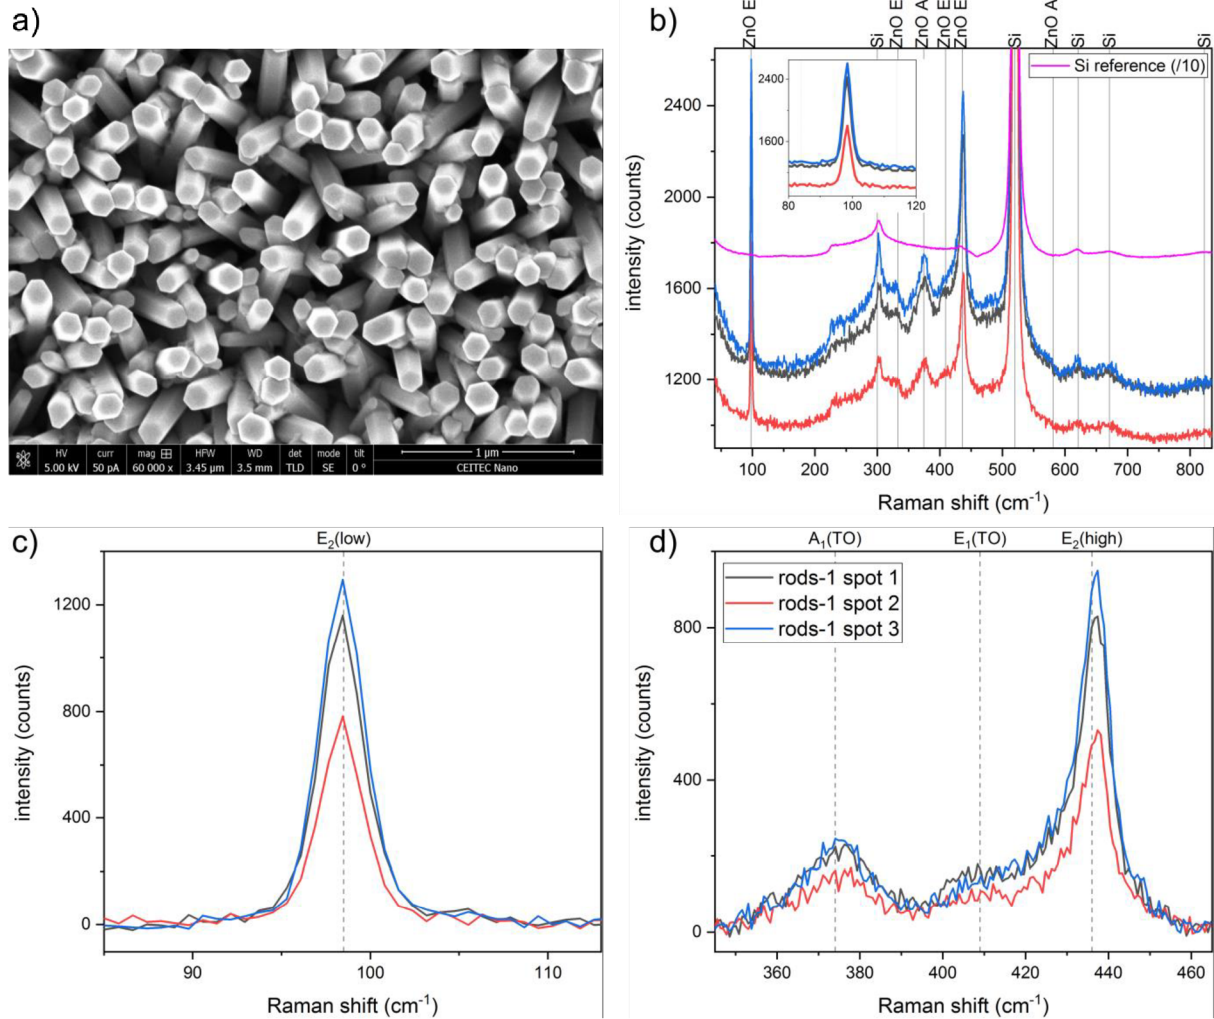 a)
HV curr mag HFW WD det mode tilt 1 µm
5.00 kV 50 pA 60 000 x 3.45 µm 3.5 mm TLD SE 0 ° CEITEC Nano
b)
ZnO E
Si
ZnO E
ZnO A
ZnO E
ZnO E
Si
ZnO A
Si
Si
Si
Si reference (/10)
2400
1600
80 100 120
2400
2000
1600
1200
intensity (counts)
100 200 300 400 500 600 700 800
Raman shift (cm⁻¹)
c)
E₂(low)
1200
800
400
0
intensity (counts)
90 100 110
Raman shift (cm⁻¹)
d)
A₁(TO) E₁(TO) E₂(high)
rods-1 spot 1
rods-1 spot 2
rods-1 spot 3
800
400
0
intensity (counts)
360 380 400 420 440 460
Raman shift (cm⁻¹)